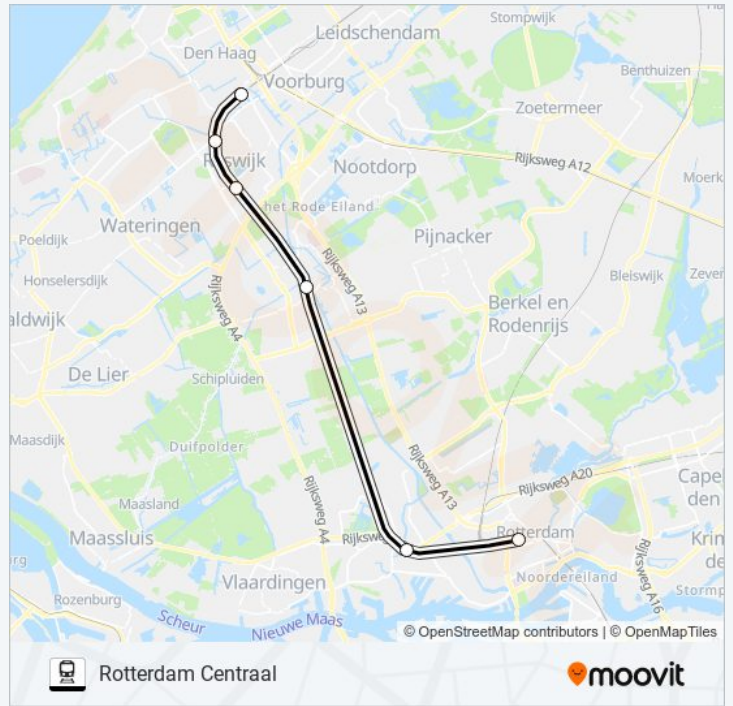 Stompwijk
Leidschendam
Den Haag
Voorburg
Benthuizen
Zoetermeer
Rijksweg A12
Nootdorp
Moerk
Rijswijk
het Rode Eiland
Wateringen
Poeldijk
Pijnacker
Rijksweg A13
Bleiswijk
Zever
Honselersdijk
Rijksweg A4
Berkel en
Rodenrijs
aldwijk
De Lier
Schipluiden
Maasdijk
Duifpolder
Rijksweg A13
Rijksweg A20
Cape
den
Maasland
Rijksweg A4
Maassluis
Rijksw
Rotterdam
Krim
de
Vlaardingen
Noordereiland
Rijksweg A16
Rozenburg
Stormp
Scheur
Nieuwe Maas
© OpenStreetMap contributors | © OpenMapTiles
Rotterdam Centraal
moovit